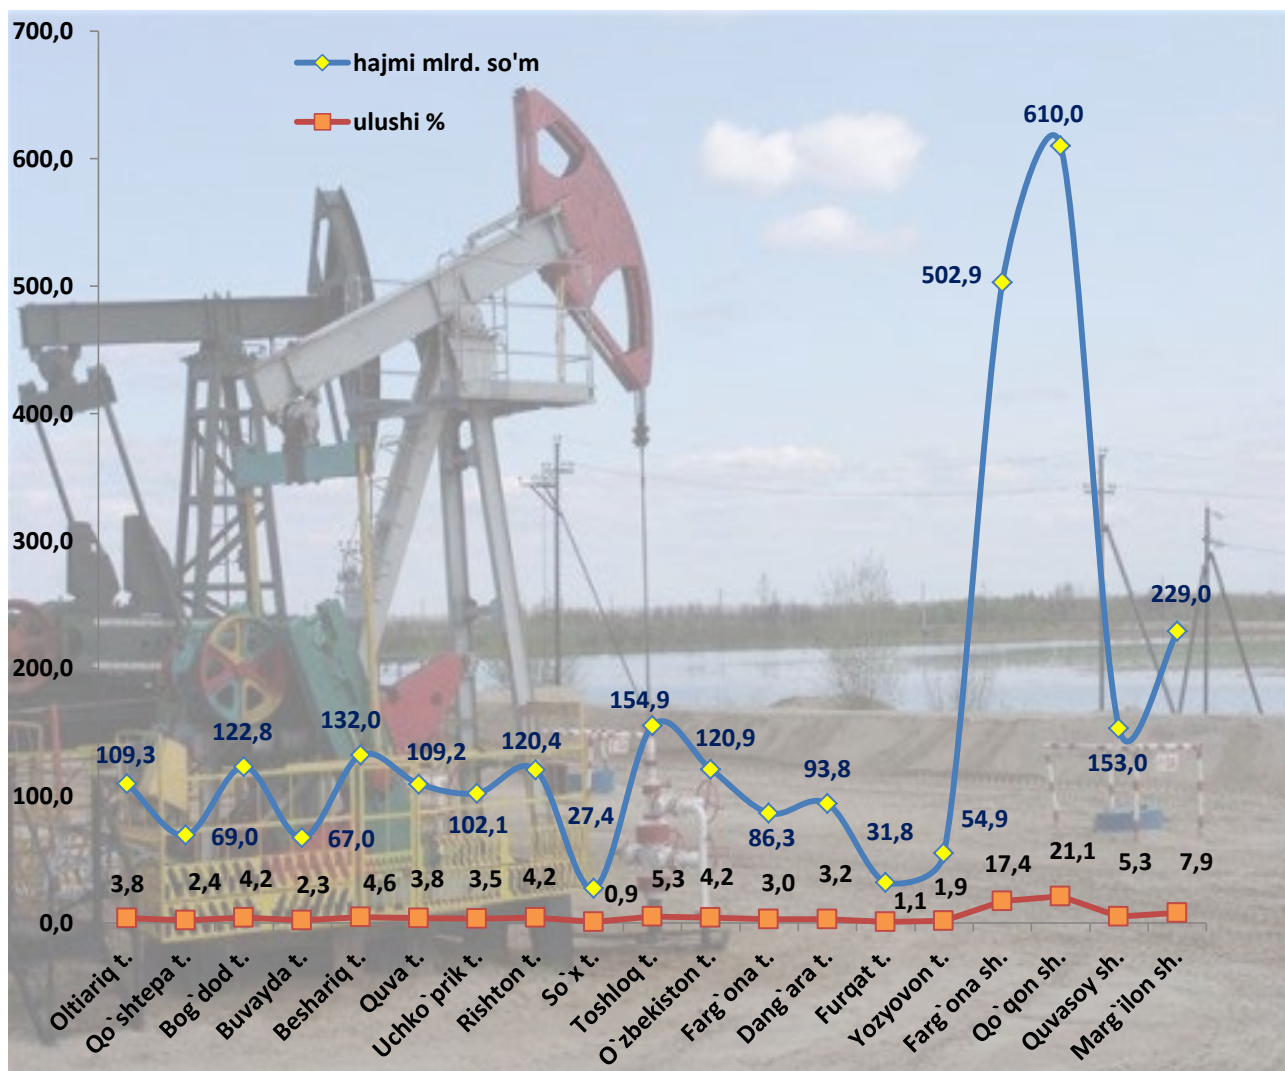 700,0
600,0
500,0
400,0
300,0
200,0
100,0
0,0
hajmi mlrd. so'm
ulushi %
109,3
69,0
122,8
67,0
132,0
109,2
102,1
120,4
27,4
154,9
120,9
86,3
93,8
31,8
54,9
502,9
610,0
153,0
229,0
3,8
2,4
4,2
2,3
4,6
3,8
3,5
4,2
0,9
5,3
4,2
3,0
3,2
1,1
1,9
17,4
21,1
5,3
7,9
Oltiariq t.
Qo`shtepa t.
Bog`dod t.
Buvayda t.
Beshariq t.
Quva t.
Uchko`prik t.
Rishton t.
So`x t.
Toshloq t.
O`zbekiston t.
Farg`ona t.
Dang`ara t.
Furqat t.
Yozyovon t.
Farg`ona sh.
Qo`qon sh.
Quvasoy sh.
Marg`ilon sh.